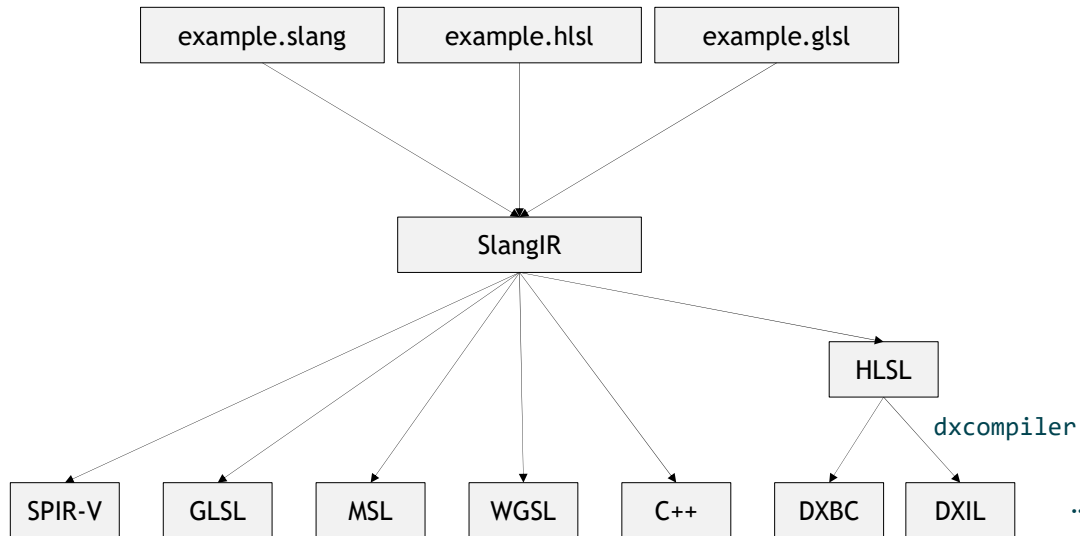 example.slang
example.hlsl
example.glsl
SlangIR
HLSL
dxcompiler
SPIR-V
GLSL
MSL
WGSL
C++
DXBC
DXIL
..